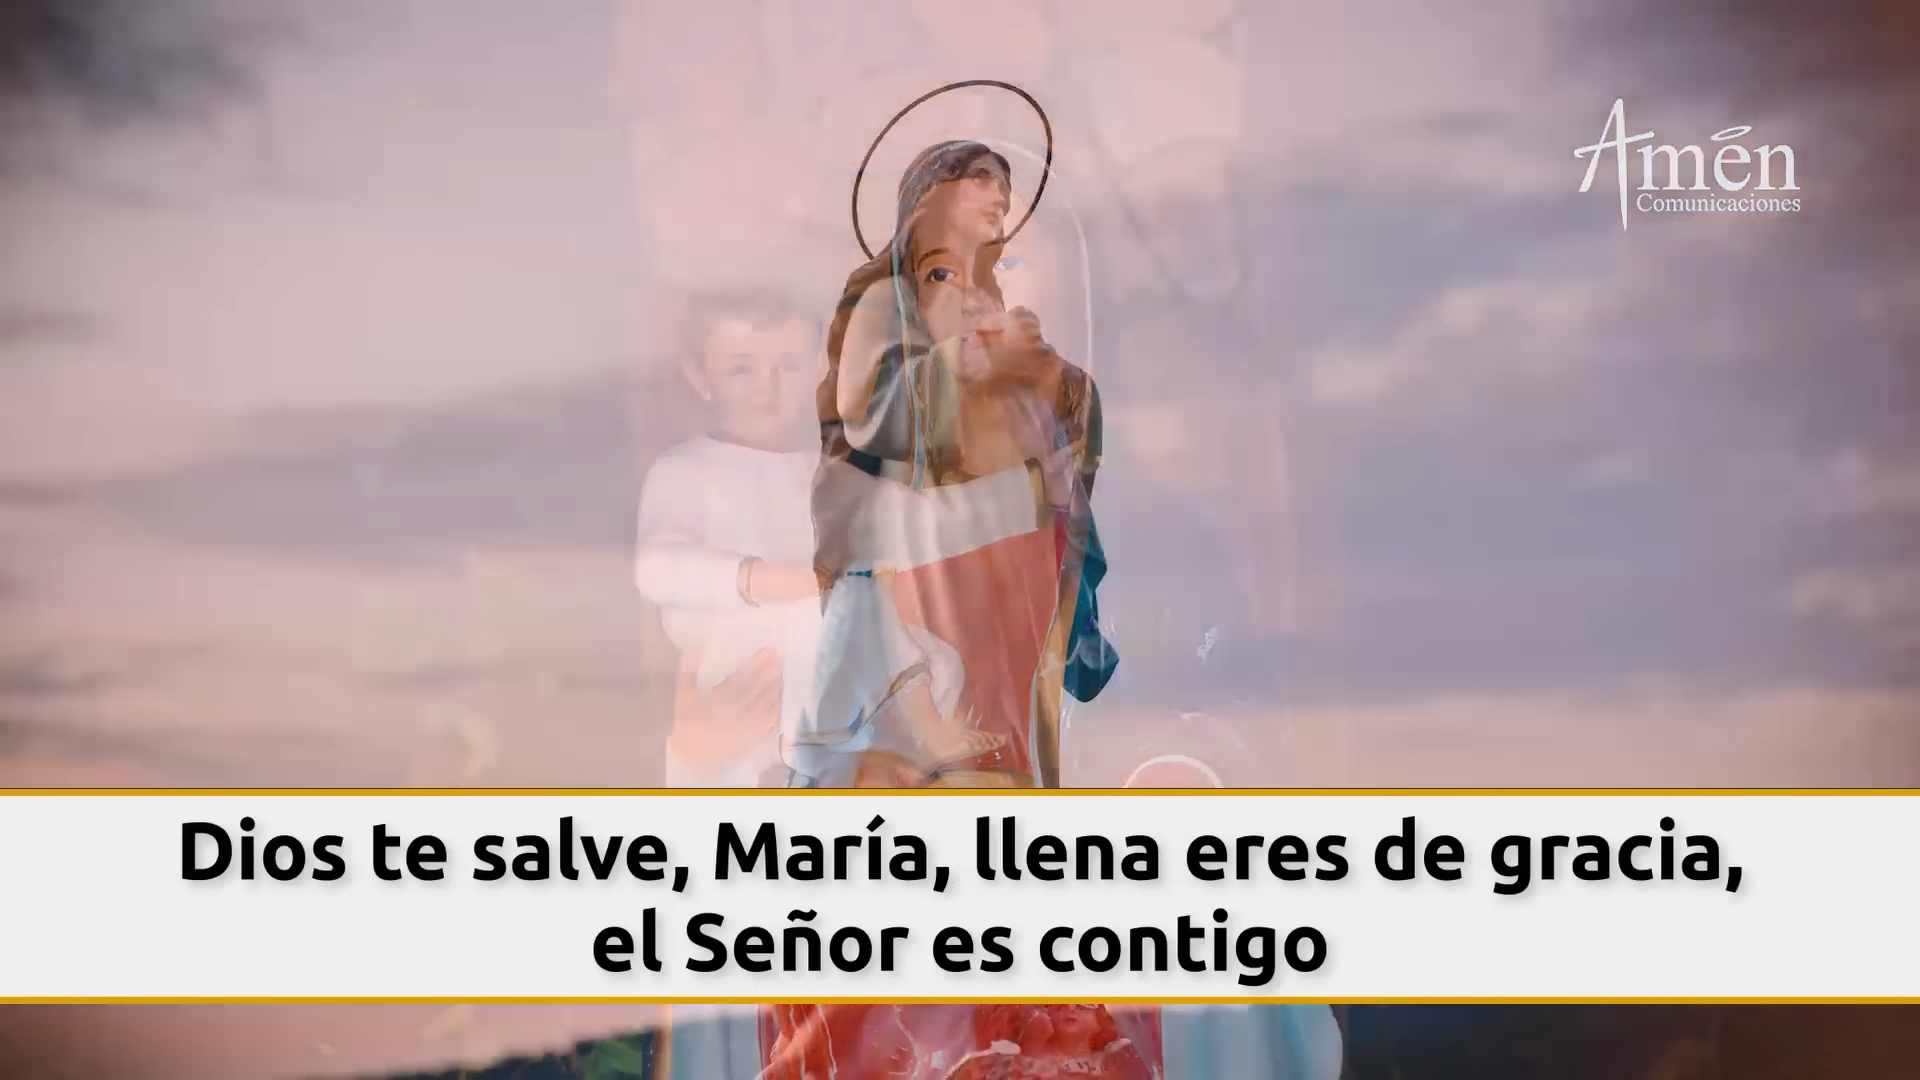 Amén
Comunicaciones
Dios te salve, María, llena eres de gracia,
el Señor es contigo